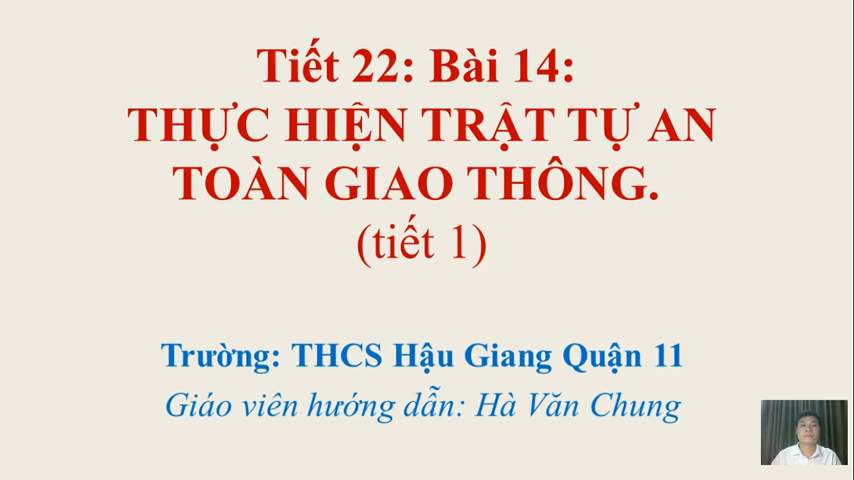 Tiết 22: Bài 14:
THỰC HIỆN TRẬT TỰ AN
TOÀN GIAO THÔNG.
(tiết 1)
Trường: THCS Hậu Giang Quận 11
Giáo viên hướng dẫn: Hà Văn Chung